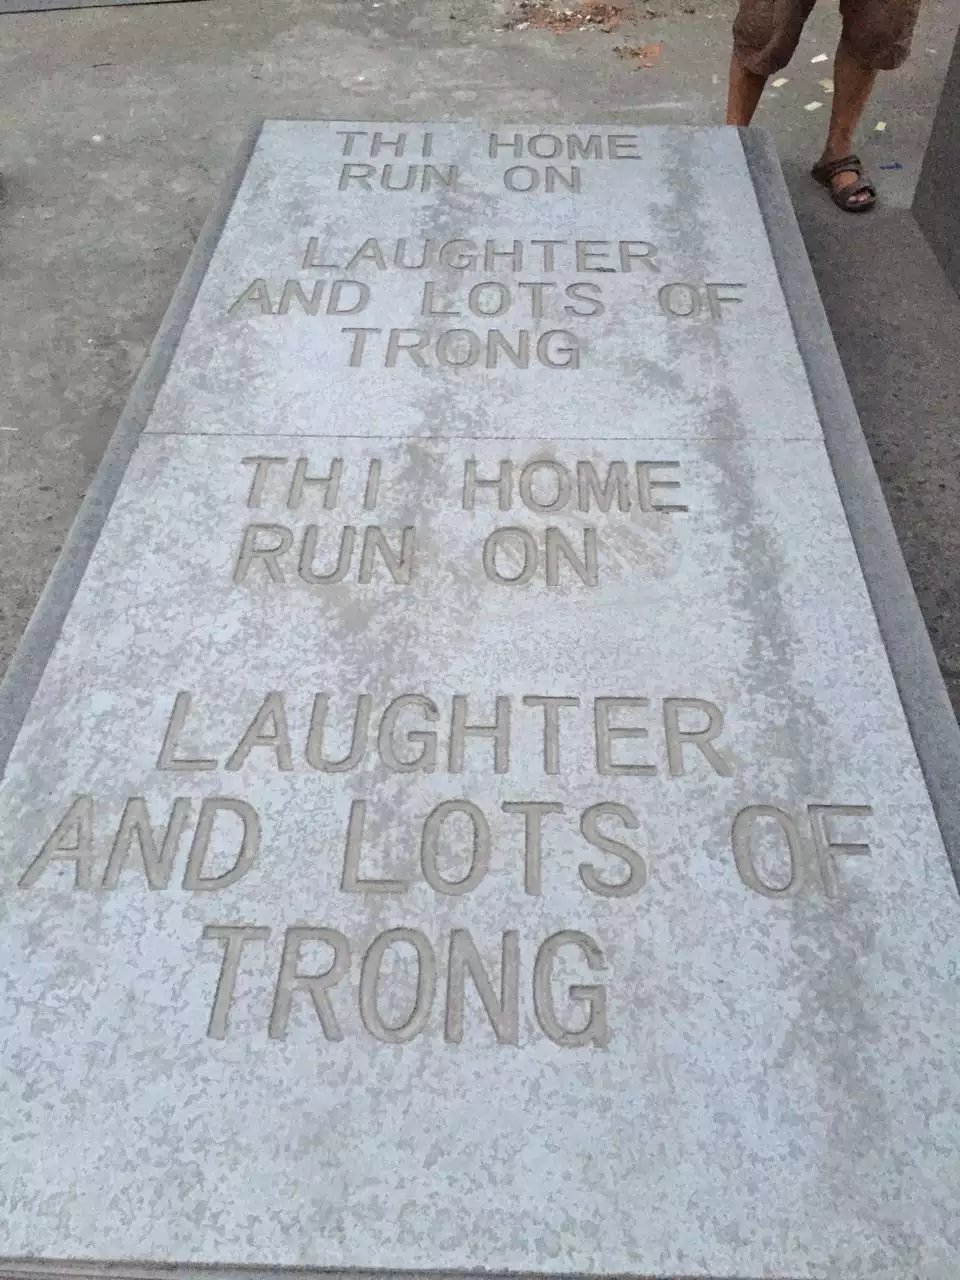 THI HOME
RUN ON
LAUGHTER
AND LOTS OF
TRONG
THI HOME
RUN ON
LAUGHTER
AND LOTS OF
TRONG